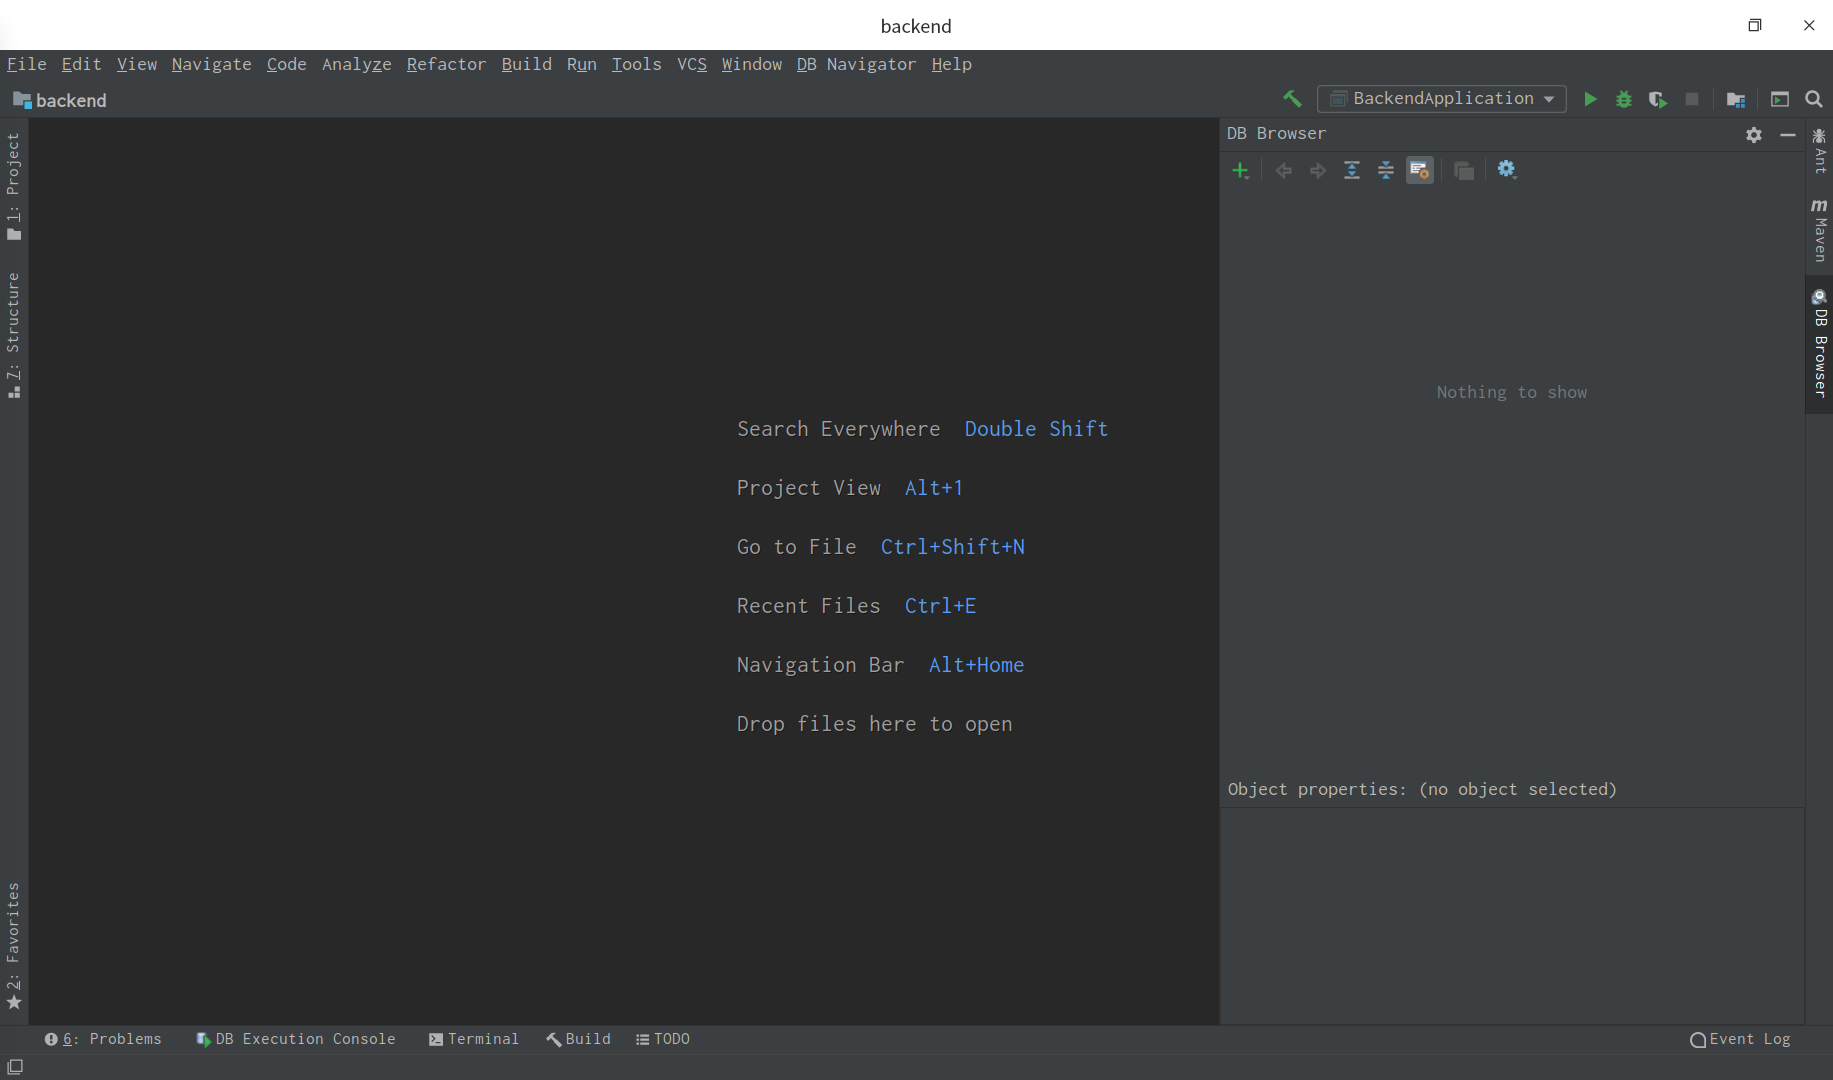 backend
File Edit View Navigate Code Analyze Refactor Build Run Tools VCS Window DB Navigator Help
backend
BackendApplication
1: Project
7: Structure
2: Favorites
Search Everywhere Double Shift
Project View Alt+1
Go to File Ctrl+Shift+N
Recent Files Ctrl+E
Navigation Bar Alt+Home
Drop files here to open
DB Browser
Nothing to show
Object properties: (no object selected)
Ant
m Maven
DB Browser
6: Problems DB Execution Console Terminal Build TODO Event Log